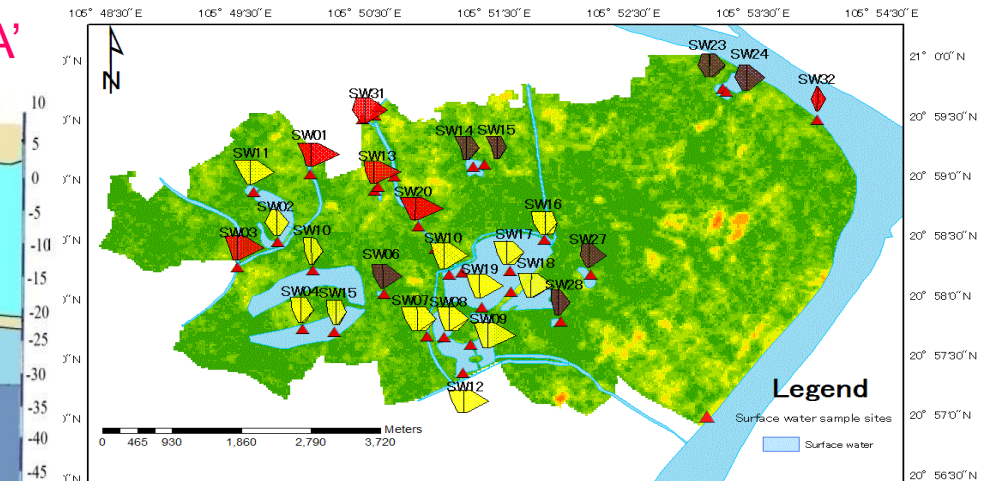 105° 48'30"E 105° 49'30"E 105° 50'30"E 105° 51'30"E 105° 52'30"E 105° 53'30"E 105° 54'30"E
A'
10
5
0
-5
-10
-15
-20
-25
-30
-35
-40
-45
N
SW23
SW24
SW32
SW31
SW01
SW14 SW15
SW11
SW13
SW02
SW20
SW03
SW10
SW16
SW10
SW17
SW27
SW06
SW19
SW18
SW04 SW15
SW28
SW07 SW08
SW09
SW12
21° 0'0"N
20° 59'30"N
20° 59'0"N
20° 58'30"N
20° 58'0"N
20° 57'30"N
20° 57'0"N
20° 56'30"N
Legend
Surface water sample sites
Surface water
Meters
0 465 930 1,860 2,790 3,720